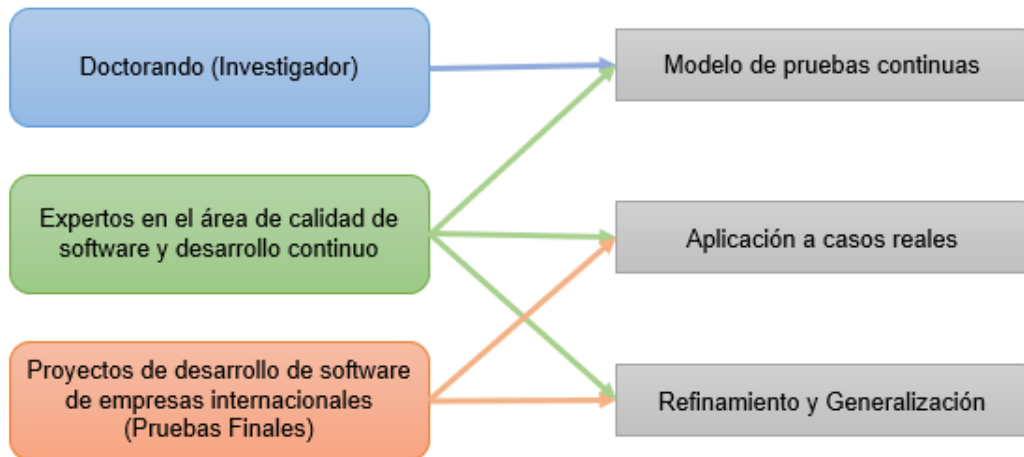 Doctorando (Investigador)
Modelo de pruebas continuas
Expertos en el área de calidad de
software y desarrollo continuo
Aplicación a casos reales
Proyectos de desarrollo de software
de empresas internacionales
(Pruebas Finales)
Refinamiento y Generalización